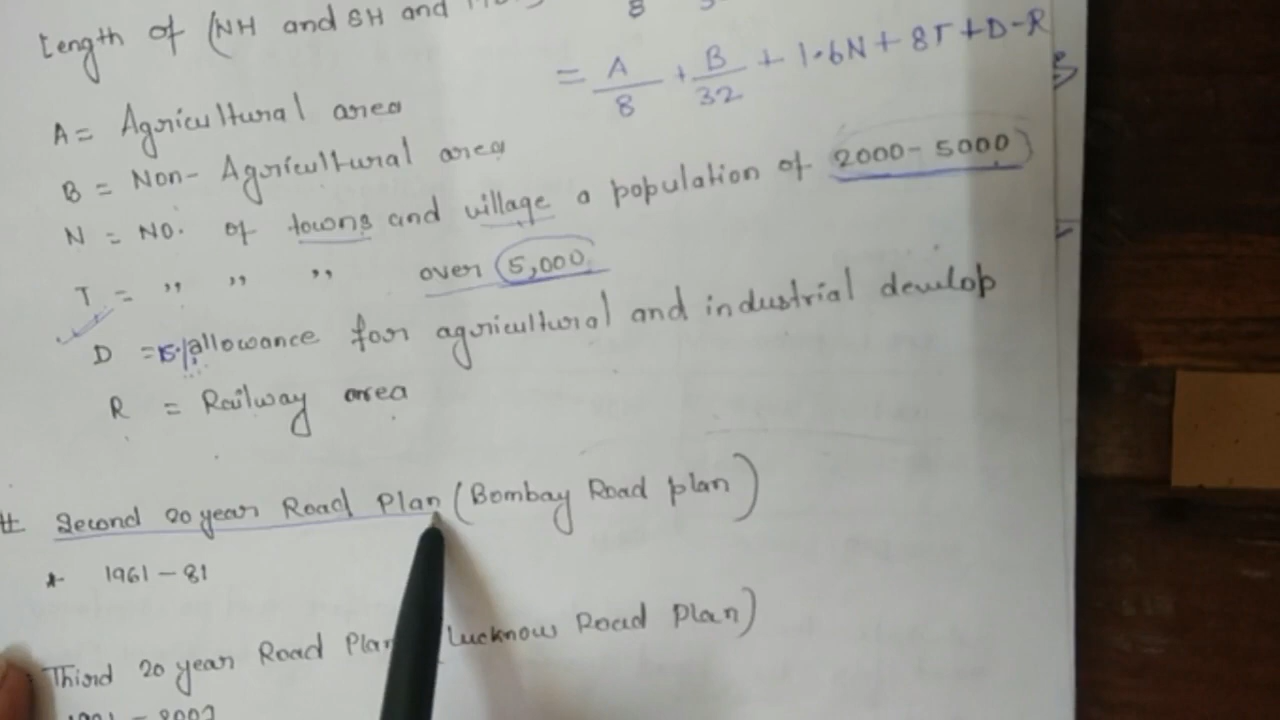 Length of (NH and SH and
= A/8 + B/32 + 1.6N + 8T + D - R
A = Agricultural area
B = Non- Agricultural area
N = No. of towns and village a population of 2000 - 5000
T = ,, ,, ,, over 5,000
D = allowance for agricultural and industrial develop
R = Railway area
Second 20 year Road Plan (Bombay Road plan)
* 1961 - 81
Third 20 year Road Plan Lucknow Road Plan)